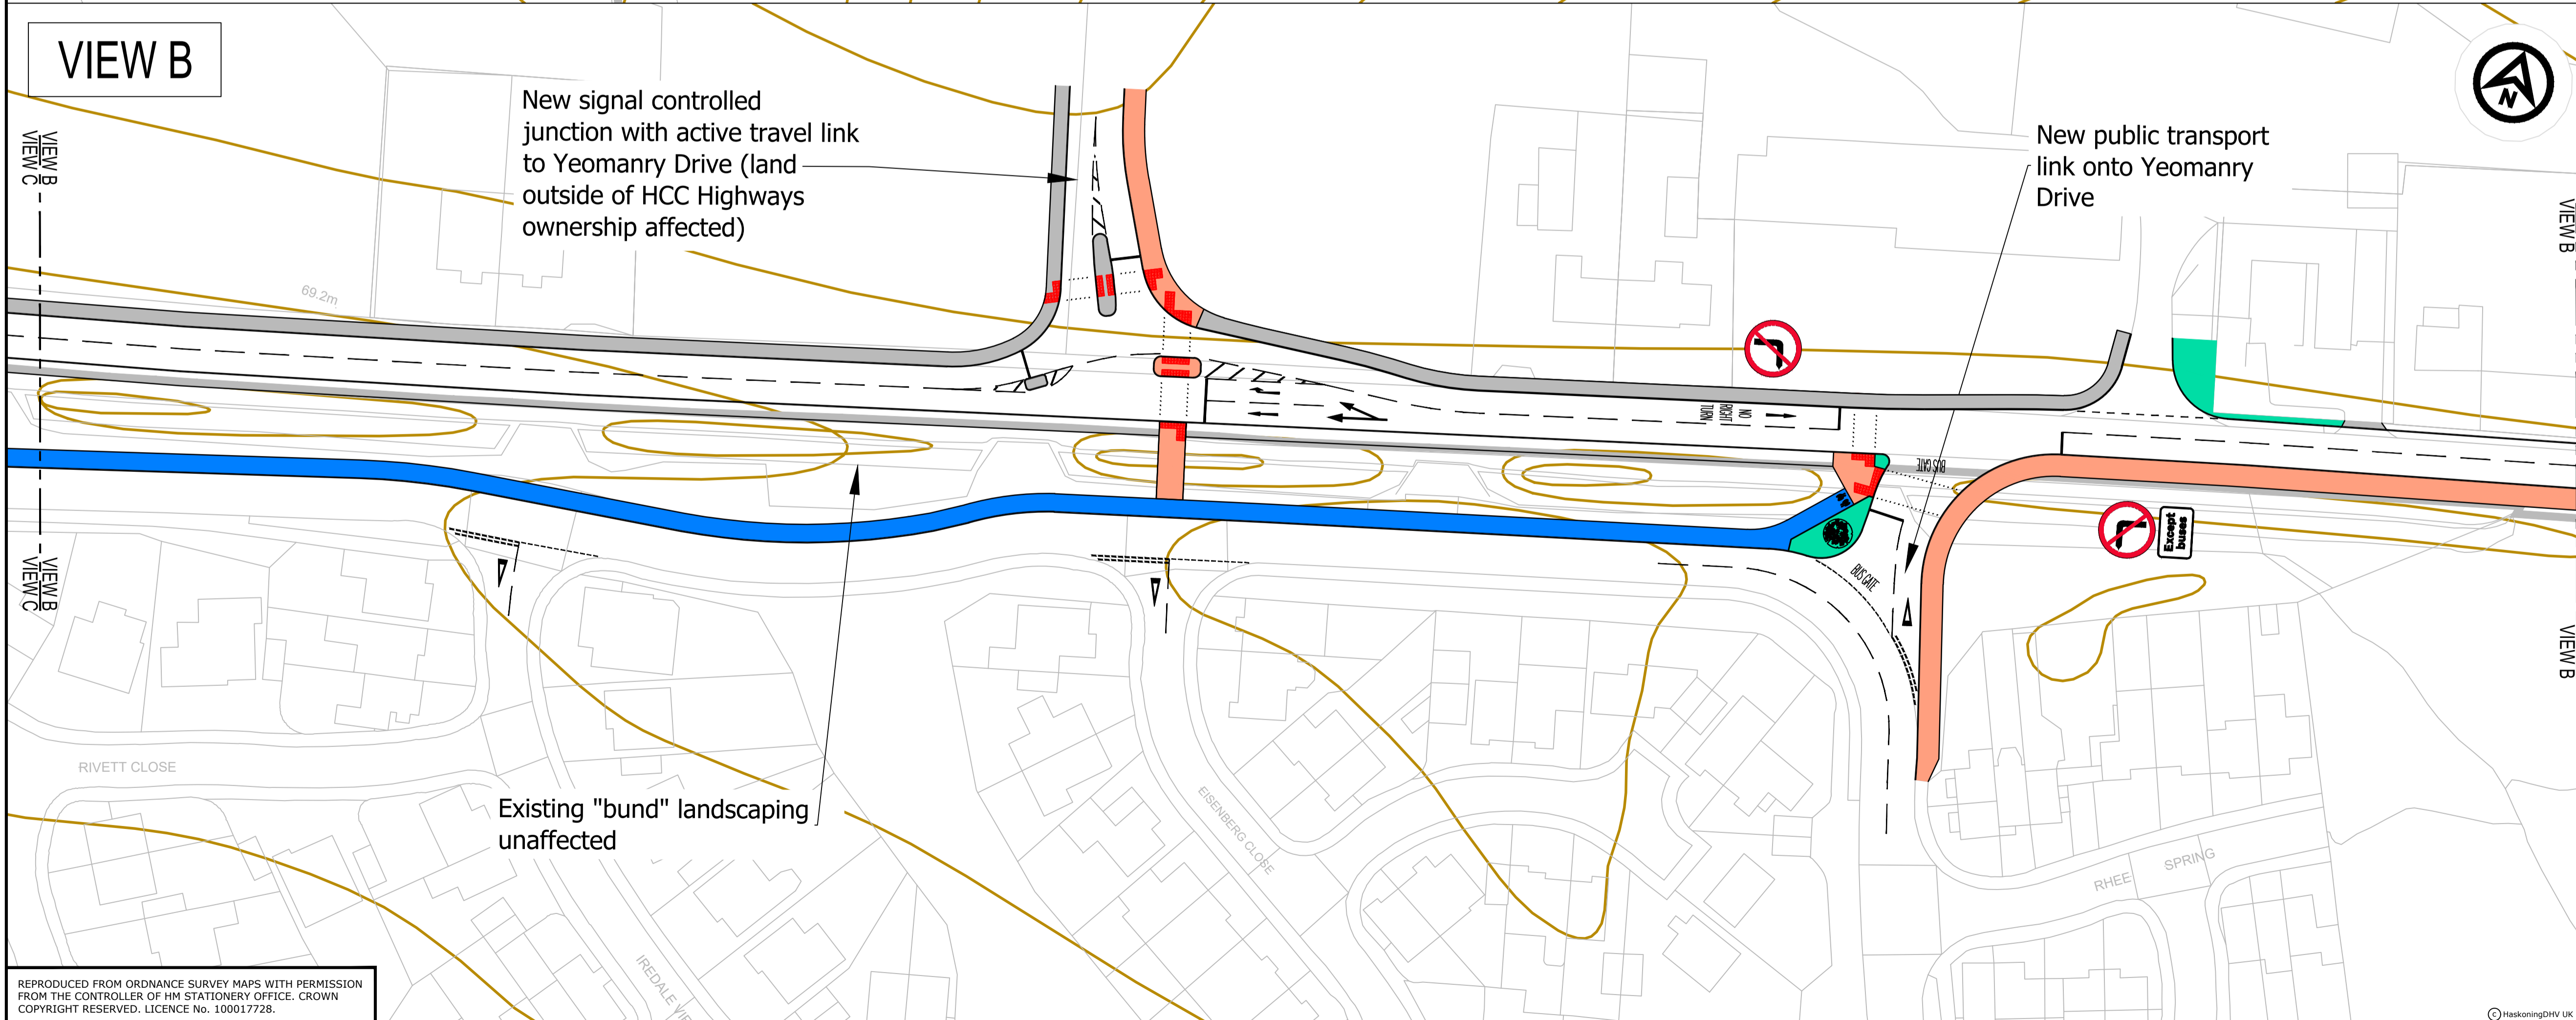 VIEW B
New signal controlled
junction with active travel link
to Yeomanry Drive (land
outside of HCC Highways
ownership affected)
New public transport
link onto Yeomanry
Drive
VIEW B
VIEW C
VIEW B
69.2m
NO
RIGHT
TURN
BUS GATE
Except
buses
BUS GATE
VIEW B
VIEW C
VIEW B
RIVETT CLOSE
Existing "bund" landscaping
unaffected
EISENBERG CLOSE
RHEE SPRING
IREDALE VIE
REPRODUCED FROM ORDNANCE SURVEY MAPS WITH PERMISSION
FROM THE CONTROLLER OF HM STATIONERY OFFICE. CROWN
COPYRIGHT RESERVED. LICENCE No. 100017728.
N
© HaskoningDHV UK